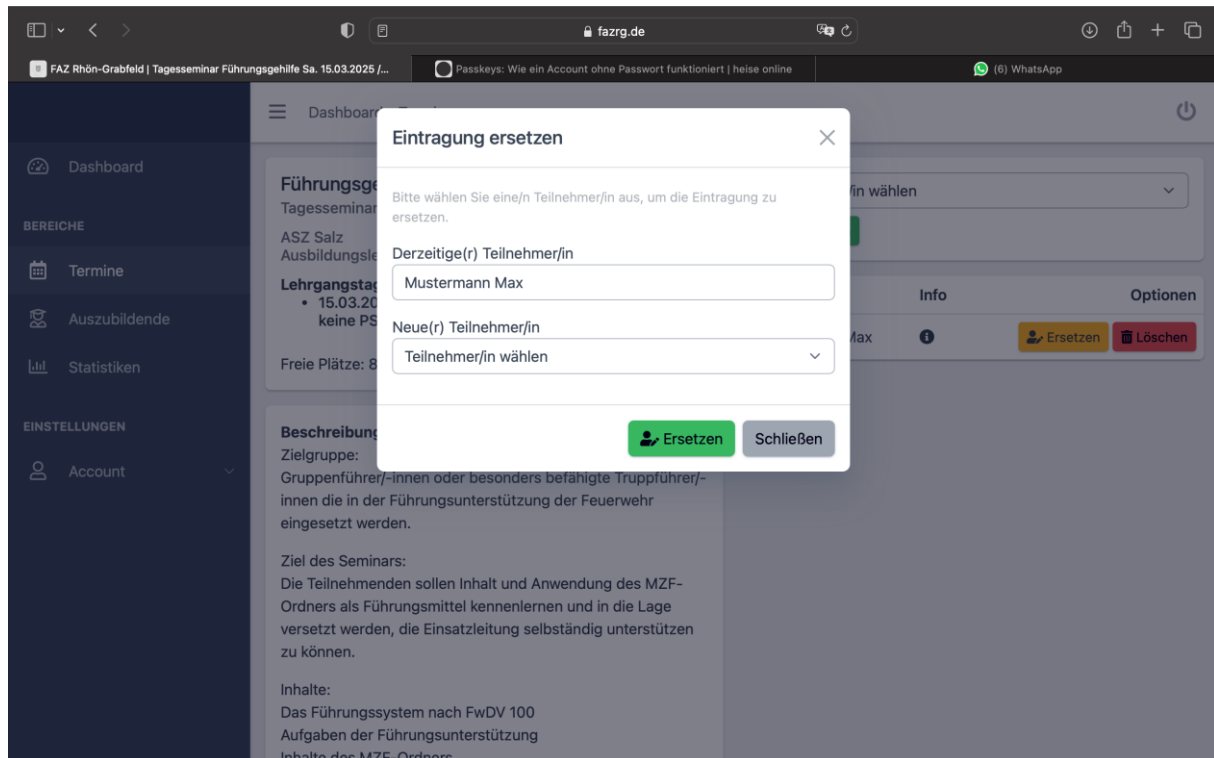 fazrg.de
FAZ Rhön-Grabfeld | Tagesseminar Führungsgehilfe Sa. 15.03.2025 /...
Passkeys: Wie ein Account ohne Passwort funktioniert | heise online
(6) WhatsApp
Dashboard
BEREICHE
Termine
Auszubildende
Statistiken
EINSTELLUNGEN
Account
Eintragung ersetzen
Bitte wählen Sie eine/n Teilnehmer/in aus, um die Eintragung zu
ersetzen.
Derzeitige(r) Teilnehmer/in
Mustermann Max
Neue(r) Teilnehmer/in
Teilnehmer/in wählen
Ersetzen
Schließen
Tagesseminar
ASZ Salz
15.03.20
keine PS
Freie Plätze: 8
/in wählen
Info
Optionen
Max
Ersetzen
Löschen
Zielgruppe:
Gruppenführer/-innen oder besonders befähigte Truppführer/-
innen die in der Führungsunterstützung der Feuerwehr
eingesetzt werden.
Ziel des Seminars:
Die Teilnehmenden sollen Inhalt und Anwendung des MZF-
Ordners als Führungsmittel kennenlernen und in die Lage
versetzt werden, die Einsatzleitung selbständig unterstützen
zu können.
Inhalte:
Das Führungssystem nach FwDV 100
Aufgaben der Führungsunterstützung
Inhalte des MZF-Ordners